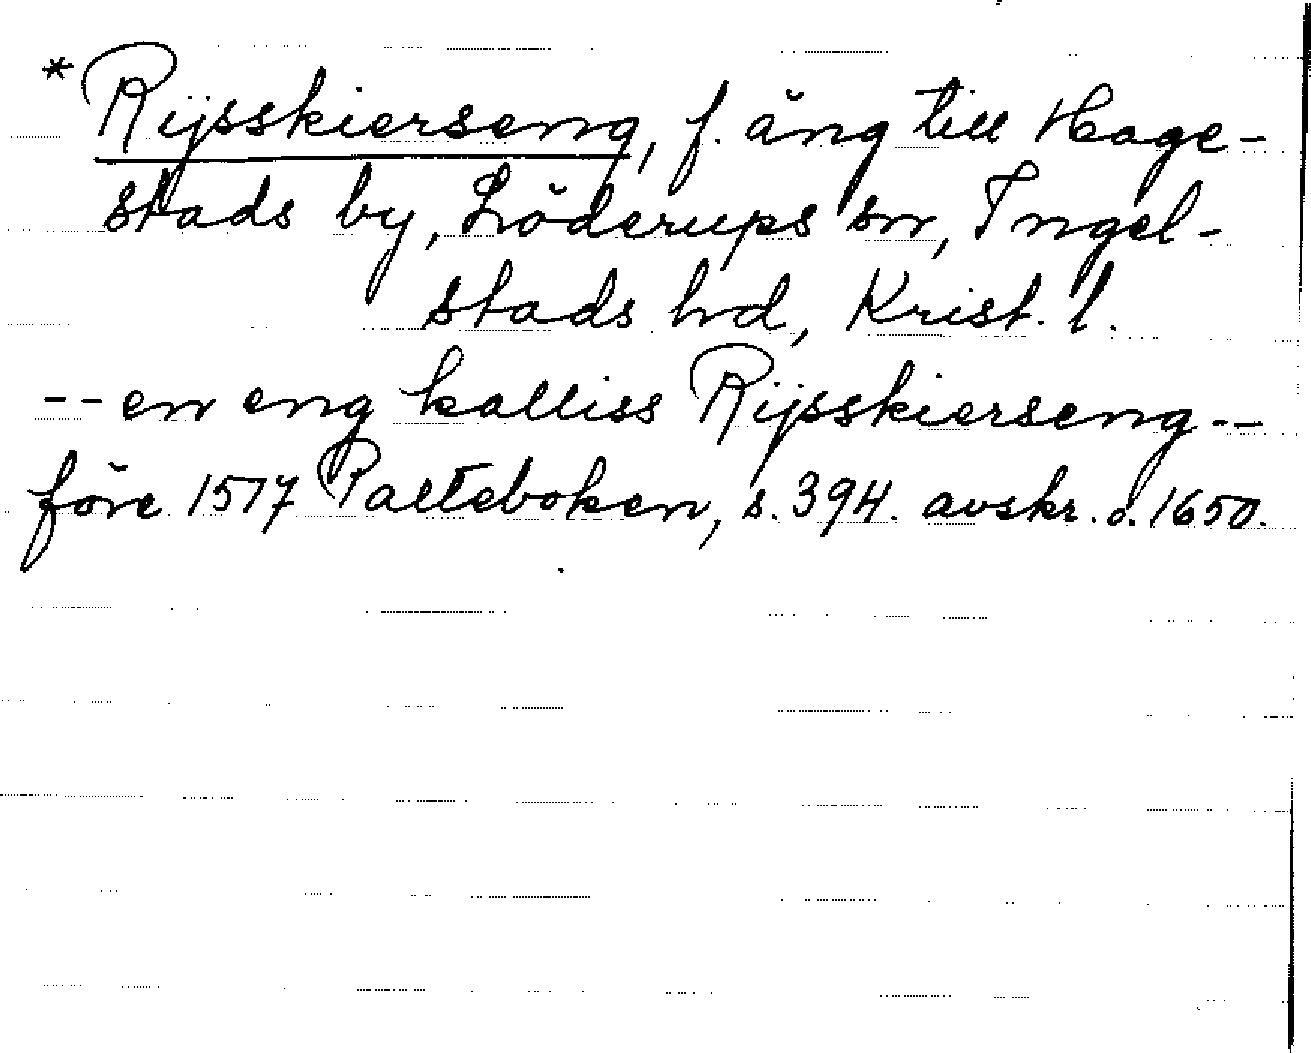 * Rijsskierseng, f. äng till Hage-
stads by, Löderups sn, Ingel-
stads hd, Krist. l.
-- en eng kalliss Rijsskierseng --
före 1517 Palteboken, s. 394. avskr. o. 1650.